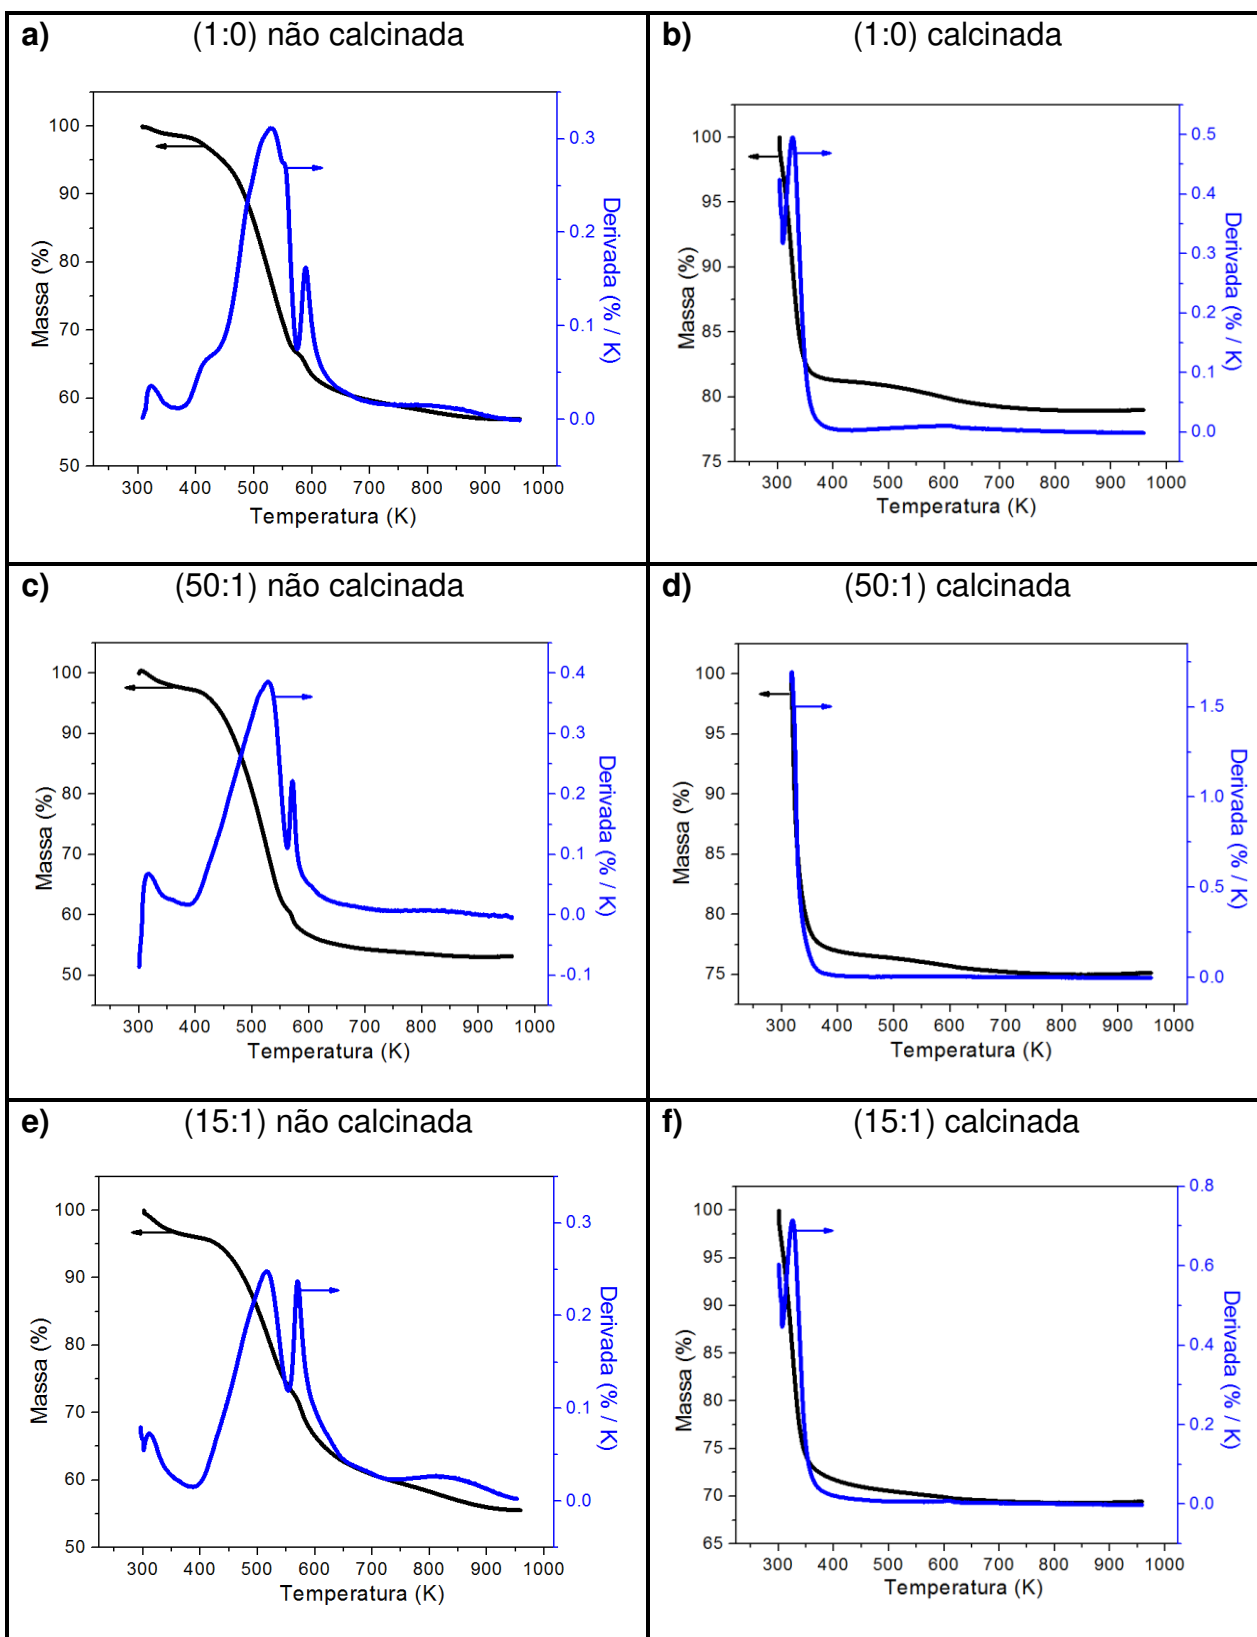 a) (1:0) não calcinada
100
90
80
70
60
50
Massa (%)
0.3
0.2
0.1
0.0
Derivada (% / K)
300 400 500 600 700 800 900 1000
Temperatura (K)
b) (1:0) calcinada
100
95
90
85
80
75
Massa (%)
0.5
0.4
0.3
0.2
0.1
0.0
Derivada (% / K)
300 400 500 600 700 800 900 1000
Temperatura (K)
c) (50:1) não calcinada
100
90
80
70
60
50
Massa (%)
0.4
0.3
0.2
0.1
0.0
-0.1
Derivada (% / K)
300 400 500 600 700 800 900 1000
Temperatura (K)
d) (50:1) calcinada
100
95
90
85
80
75
Massa (%)
1.5
1.0
0.5
0.0
Derivada (% / K)
300 400 500 600 700 800 900 1000
Temperatura (K)
e) (15:1) não calcinada
100
90
80
70
60
50
Massa (%)
0.3
0.2
0.1
0.0
Derivada (% / K)
300 400 500 600 700 800 900 1000
Temperatura (K)
f) (15:1) calcinada
100
95
90
85
80
75
70
65
Massa (%)
0.8
0.6
0.4
0.2
0.0
Derivada (% / K)
300 400 500 600 700 800 900 1000
Temperatura (K)